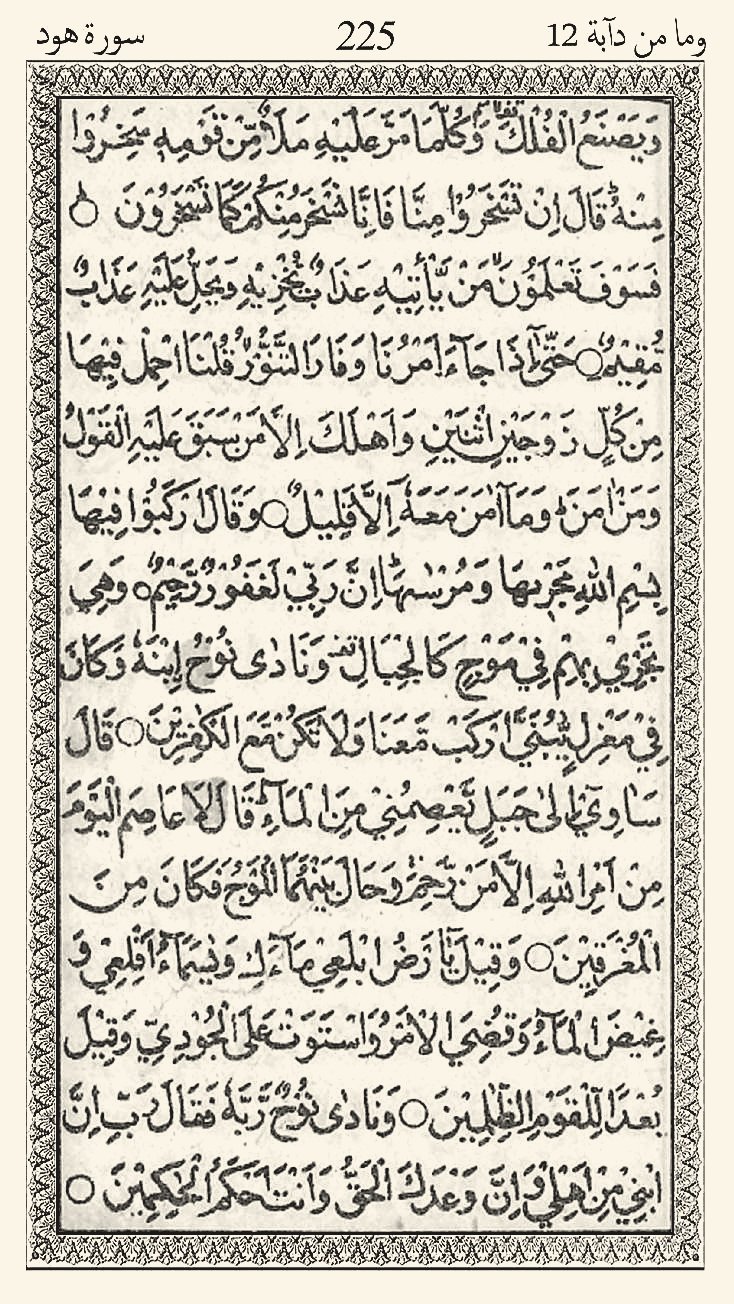 وما من دآبة 12 225 سورة هود
وَيَصْنَعُ الْفُلْكَ وَكُلَّمَا مَرَّ عَلَيْهِ مَلَاٌ مِّنْ قَوْمِهٖ سَخِرُوْا
مِنْهُ ؕ قَالَ اِنْ تَسْخَرُوْا مِنَّا فَاِنَّا نَسْخَرُ مِنْكُمْ كَمَا تَسْخَرُوْنَ ۝
فَسَوْفَ تَعْلَمُوْنَ ۙ مَنْ يَّاْتِيْهِ عَذَابٌ يُّخْزِيْهِ وَيَحِلُّ عَلَيْهِ عَذَابٌ
مُّقِيْمٌ ۝ حَتّٰۤى اِذَا جَآءَ اَمْرُنَا وَفَارَ التَّنُّوْرُ ۙ قُلْنَا احْمِلْ فِيْهَا
مِنْ كُلٍّ زَوْجَيْنِ اثْنَيْنِ وَاَهْلَكَ اِلَّا مَنْ سَبَقَ عَلَيْهِ الْقَوْلُ
وَمَنْ اٰمَنَ ؕ وَمَاۤ اٰمَنَ مَعَهٗۤ اِلَّا قَلِيْلٌ ۝ وَقَالَ ارْكَبُوْا فِيْهَا
بِسْمِ اللّٰهِ مَجْرٖىهَا وَمُرْسٰىهَا ؕ اِنَّ رَبِّيْ لَغَفُوْرٌ رَّحِيْمٌ ۝ وَهِيَ
تَجْرِيْ بِهِمْ فِيْ مَوْجٍ كَالْجِبَالِ وَنَادٰى نُوْحُ اِبْنَهٗ وَكَانَ
فِيْ مَعْزِلٍ يّٰبُنَيَّ ارْكَبْ مَّعَنَا وَلَا تَكُنْ مَّعَ الْكٰفِرِيْنَ ۝ قَالَ
سَاٰوِيْۤ اِلٰى جَبَلٍ يَّعْصِمُنِيْ مِنَ الْمَآءِ ؕ قَالَ لَا عَاصِمَ الْيَوْمَ
مِنْ اَمْرِ اللّٰهِ اِلَّا مَنْ رَّحِمَ ۚ وَحَالَ بَيْنَهُمَا الْمَوْجُ فَكَانَ مِنَ
الْمُغْرَقِيْنَ ۝ وَقِيْلَ يٰۤاَرْضُ ابْلَعِيْ مَآءَكِ وَيٰسَمَآءُ اَقْلِعِيْ وَ
غِيْضَ الْمَآءُ وَقُضِيَ الْاَمْرُ وَاسْتَوَتْ عَلَى الْجُوْدِيِّ وَقِيْلَ
بُعْدًا لِّلْقَوْمِ الظّٰلِمِيْنَ ۝ وَنَادٰى نُوْحٌ رَّبَّهٗ فَقَالَ رَبِّ اِنَّ
ابْنِيْ مِنْ اَهْلِيْ وَاِنَّ وَعْدَكَ الْحَقُّ وَاَنْتَ اَحْكَمُ الْحٰكِمِيْنَ ۝